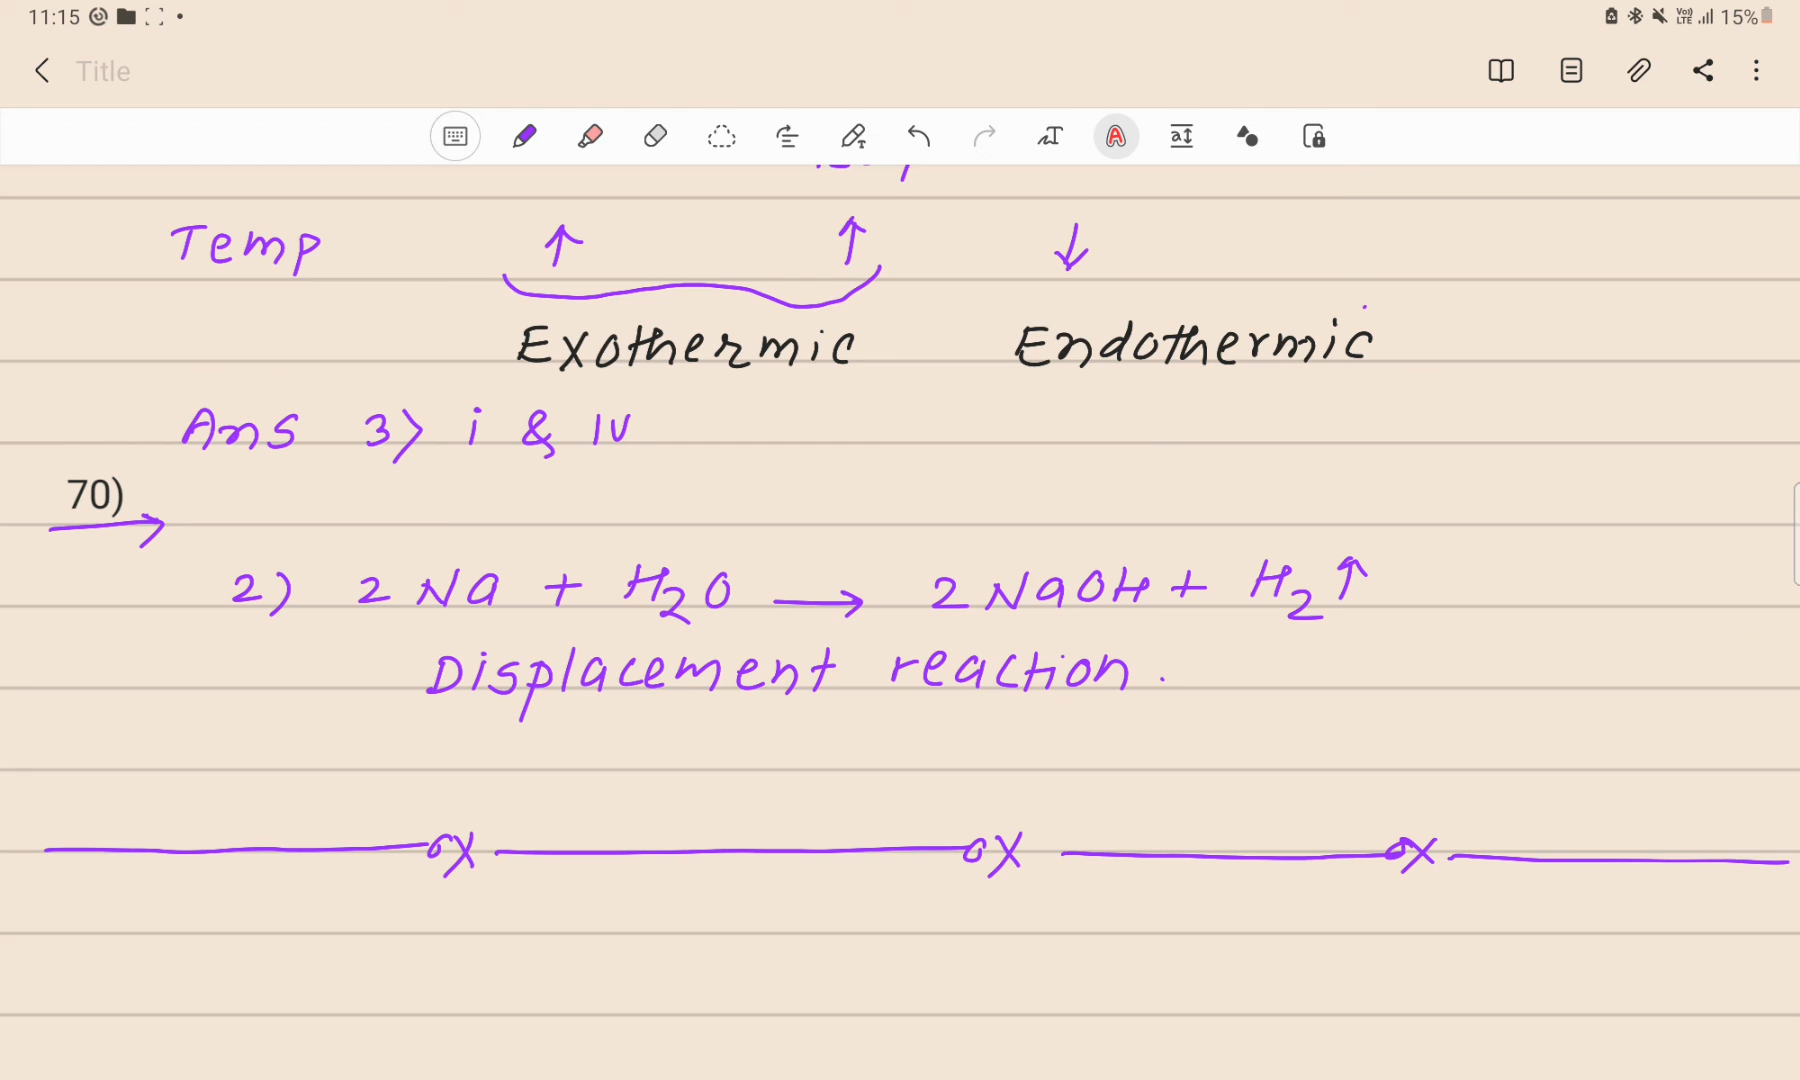 11:15 15%
Title
Temp ↑ ↑ ↓
Exothermic Endothermic
Ans 3> i & iv
70)
2) 2 Na + H2O → 2 NaOH + H2↑
Displacement reaction.